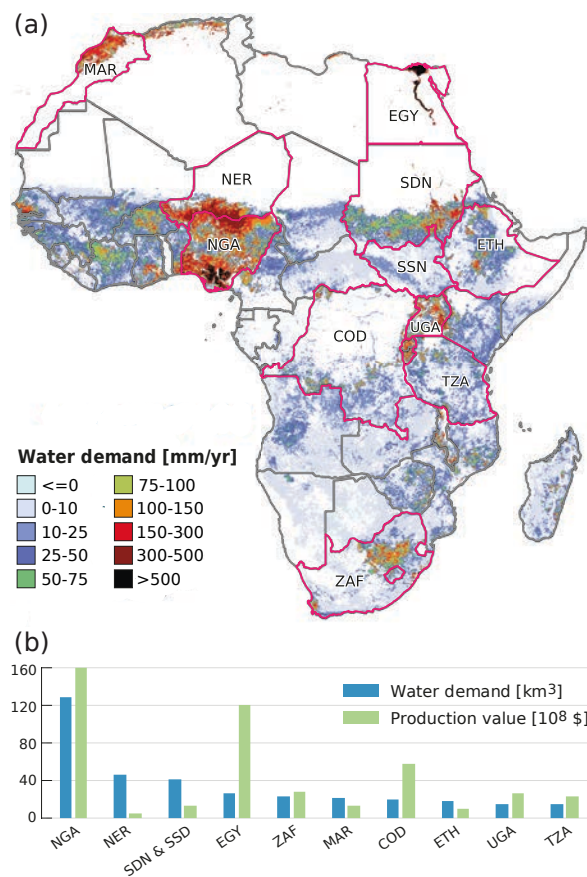 (a)
MAR
EGY
NER
SDN
NGA
ETH
SSN
UGA
COD
TZA
ZAF
Water demand [mm/yr]
<=0 75-100
0-10 100-150
10-25 150-300
25-50 300-500
50-75 >500
(b)
160
120
80
40
0
Water demand [km³]
Production value [10⁸ $]
NGA NER SDN & SSD EGY ZAF MAR COD ETH UGA TZA